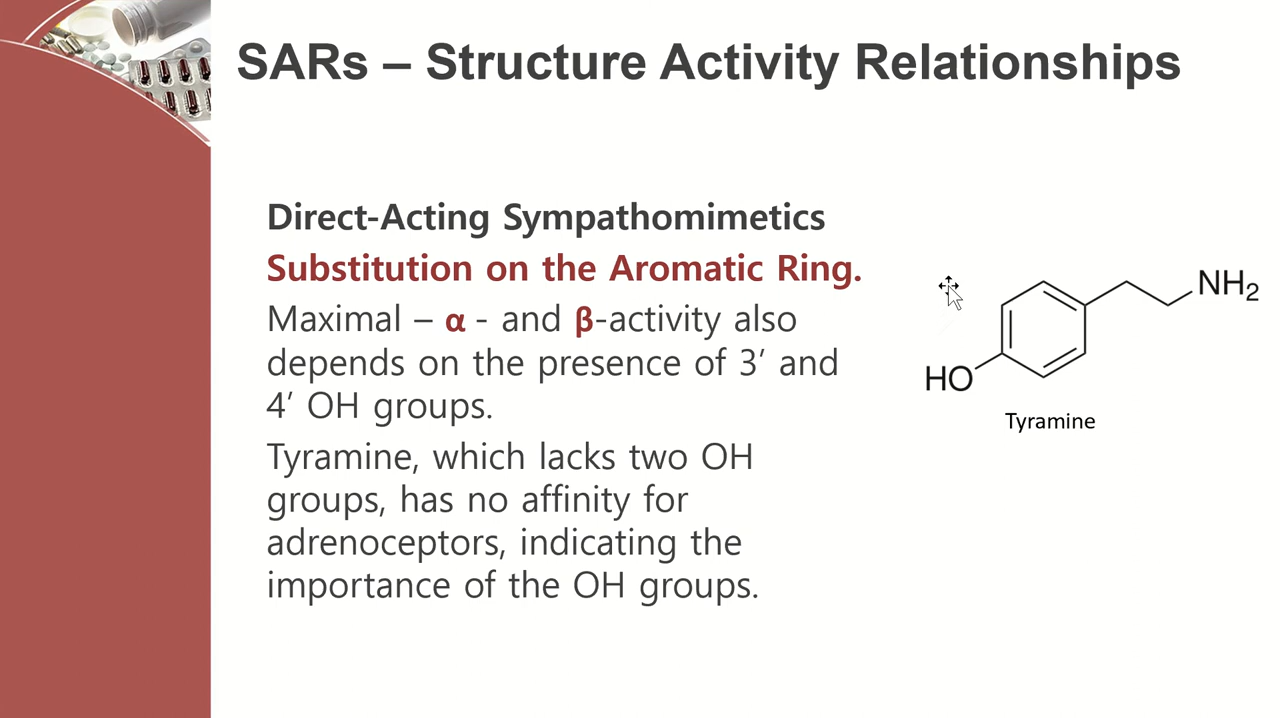 SARs – Structure Activity Relationships
Direct-Acting Sympathomimetics
Substitution on the Aromatic Ring.
Maximal – α - and β-activity also
depends on the presence of 3’ and
4’ OH groups.
Tyramine, which lacks two OH
groups, has no affinity for
adrenoceptors, indicating the
importance of the OH groups.
NH2
HO
Tyramine